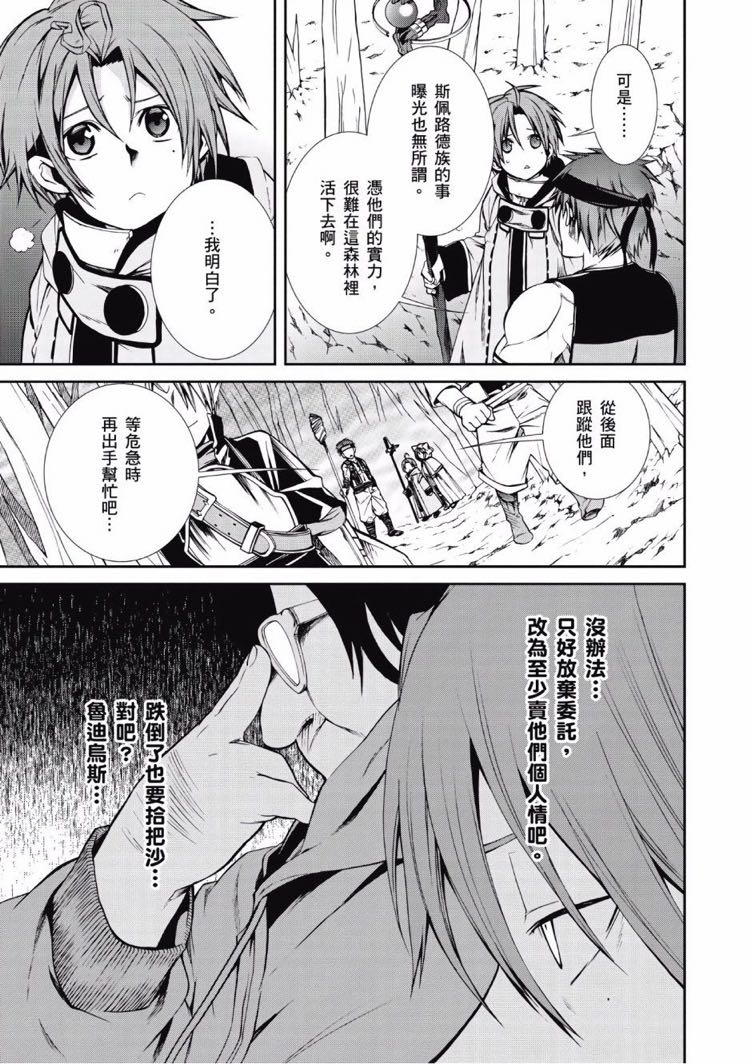 可是……
斯佩路德族的事
曝光也無所謂。
憑他們的實力，
很難在這森林裡
活下去啊。
…我明白了。
從後面
跟蹤他們，
等危急時
再出手幫忙吧…
沒辦法…
只好放棄委託，
改為至少賣他們個人情吧。
跌倒了也要拾把沙…
對吧？
魯迪烏斯…